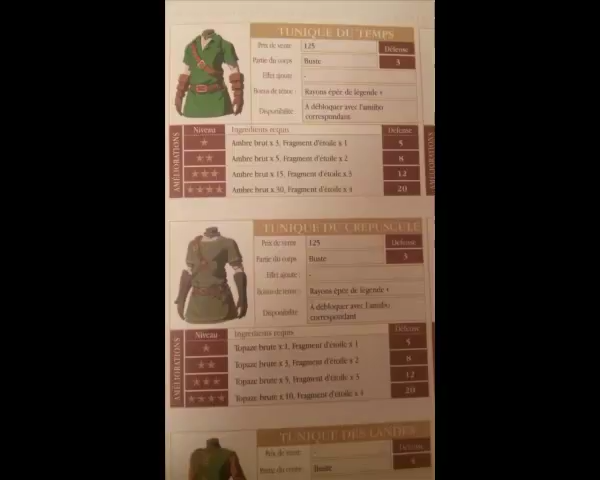 TUNIQUE DU TEMPS
Prix de vente : 125 Défense
Partie du corps Buste 3
Effet ajouté : -
Bonus de tenue : Rayons épée de légende +
Disponibilité À débloquer avec l'amiibo
correspondant
AMÉLIORATIONS
Niveau Ingrédients requis Défense
★ Ambre brut x 3, Fragment d'étoile x 1 5
★★ Ambre brut x 5, Fragment d'étoile x 2 8
★★★ Ambre brut x 15, Fragment d'étoile x 3 12
★★★★ Ambre brut x 30, Fragment d'étoile x 4 20
TUNIQUE DU CRÉPUSCULE
Prix de vente : 125 Défense
Partie du corps : Buste 3
Effet ajouté : -
Bonus de tenue : Rayons épée de légende +
Disponibilité À débloquer avec l'amiibo
correspondant
AMÉLIORATIONS
Niveau Ingrédients requis Défense
★ Topaze brute x 1, Fragment d'étoile x 1 5
★★ Topaze brute x 3, Fragment d'étoile x 2 8
★★★ Topaze brute x 5, Fragment d'étoile x 3 12
★★★★ Topaze brute x 10, Fragment d'étoile x 4 20
TUNIQUE DES LANDES
Prix de vente : - Défense
Partie du corps : Buste